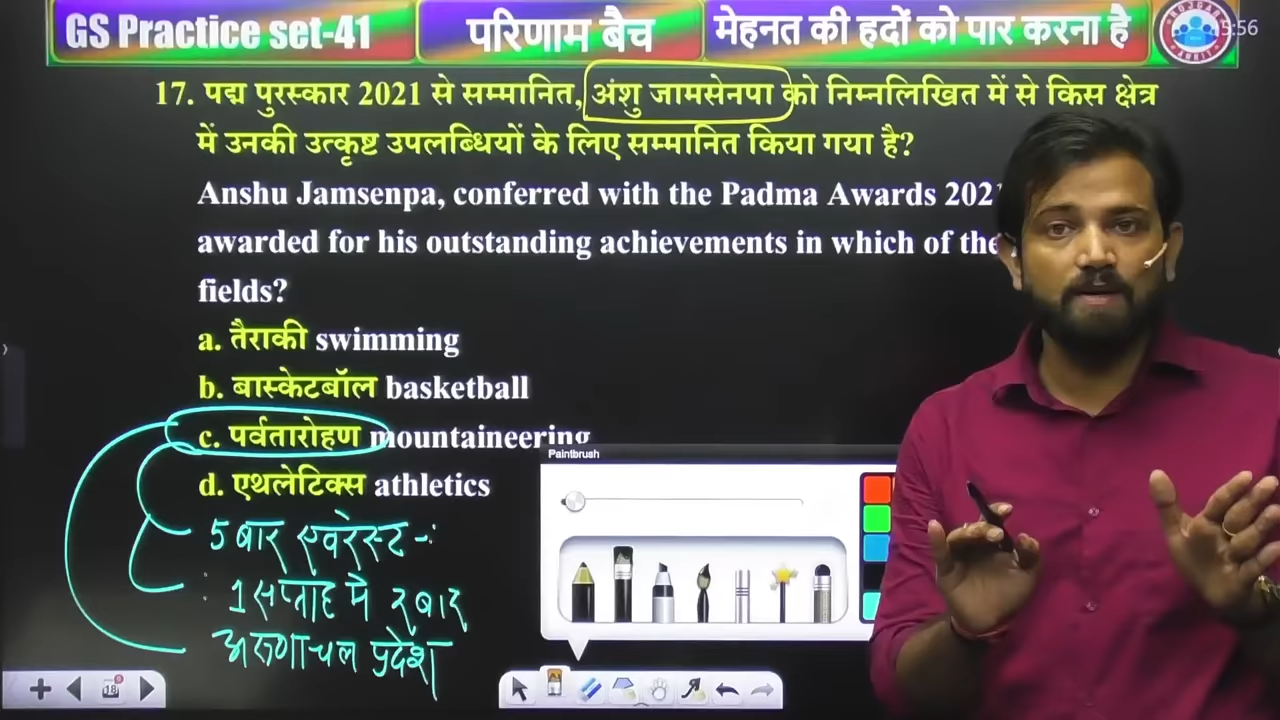 GS Practice set-41
परिणाम बैच
मेहनत की हदों को पार करना है
5:56
17. पद्म पुरस्कार 2021 से सम्मानित, अंशु जामसेनपा को निम्नलिखित में से किस क्षेत्र
में उनकी उत्कृष्ट उपलब्धियों के लिए सम्मानित किया गया है?
Anshu Jamsenpa, conferred with the Padma Awards 2021
awarded for his outstanding achievements in which of the
fields?
a. तैराकी swimming
b. बास्केटबॉल basketball
c. पर्वतारोहण mountaineering
d. एथलेटिक्स athletics
Paintbrush
5 बार एवरेस्ट -:
1 सप्ताह में 2 बार
अरुणाचल प्रदेश
18